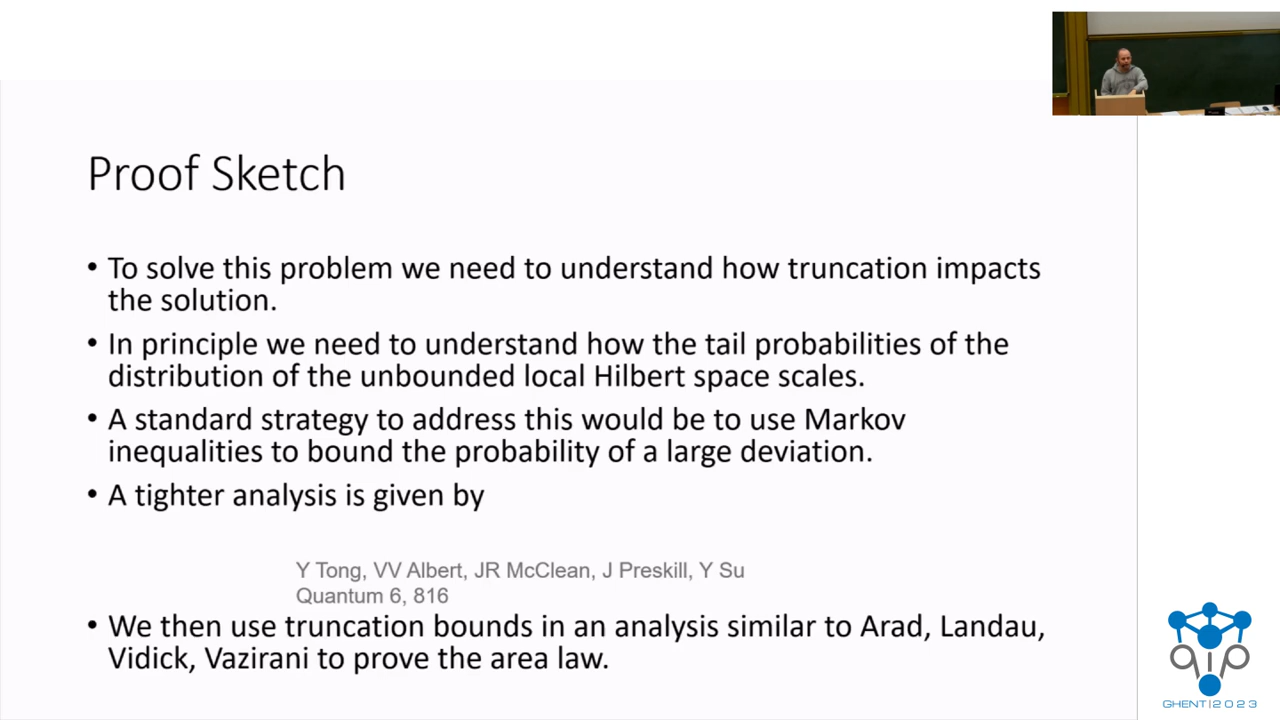 Proof Sketch
• To solve this problem we need to understand how truncation impacts
the solution.
• In principle we need to understand how the tail probabilities of the
distribution of the unbounded local Hilbert space scales.
• A standard strategy to address this would be to use Markov
inequalities to bound the probability of a large deviation.
• A tighter analysis is given by
Y Tong, VV Albert, JR McClean, J Preskill, Y Su
Quantum 6, 816
• We then use truncation bounds in an analysis similar to Arad, Landau,
Vidick, Vazirani to prove the area law.
qip
GHENT|2023